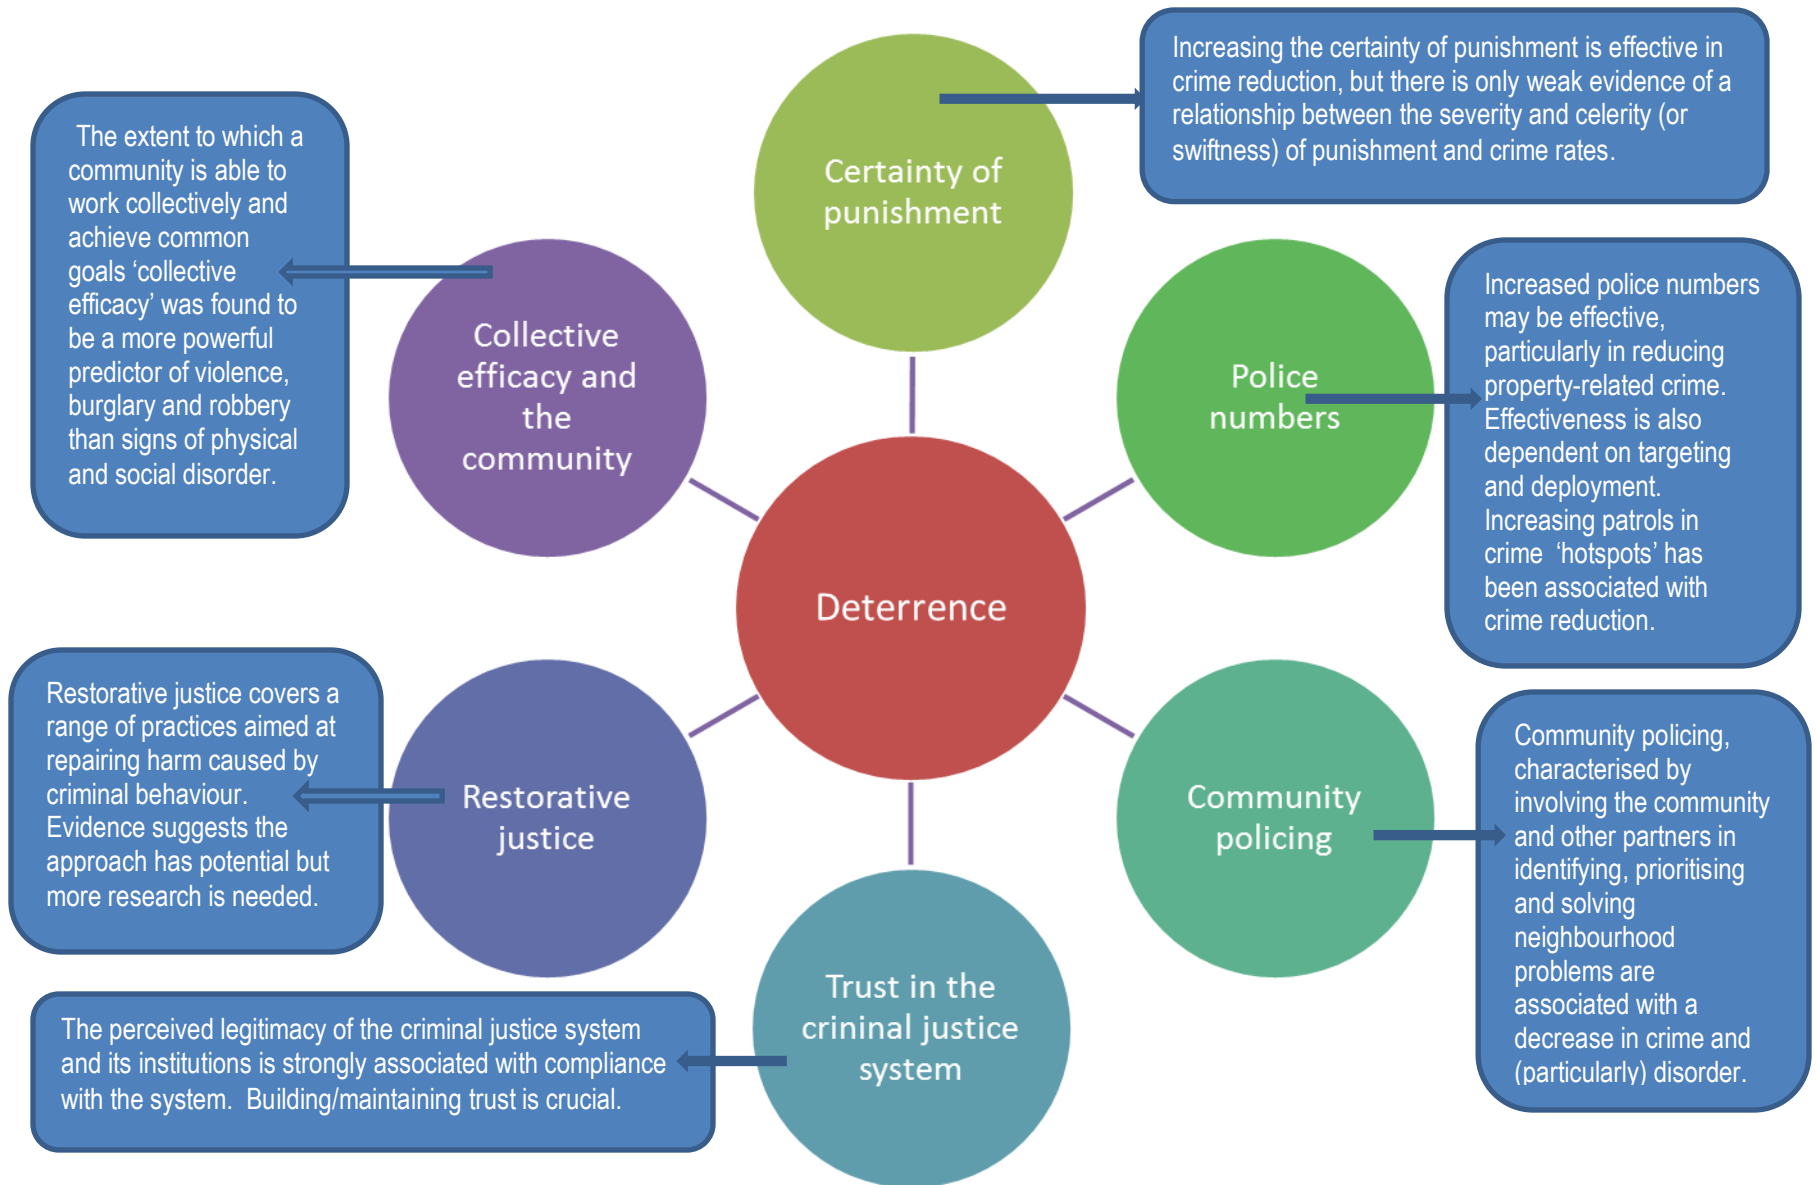 Increasing the certainty of punishment is effective in
crime reduction, but there is only weak evidence of a
relationship between the severity and celerity (or
swiftness) of punishment and crime rates.
Certainty of
punishment
The extent to which a
community is able to
work collectively and
achieve common
goals ‘collective
efficacy’ was found to
be a more powerful
predictor of violence,
burglary and robbery
than signs of physical
and social disorder.
Collective
efficacy and
the
community
Police
numbers
Increased police numbers
may be effective,
particularly in reducing
property-related crime.
Effectiveness is also
dependent on targeting
and deployment.
Increasing patrols in
crime ‘hotspots’ has
been associated with
crime reduction.
Deterrence
Restorative justice covers a
range of practices aimed at
repairing harm caused by
criminal behaviour.
Evidence suggests the
approach has potential but
more research is needed.
Restorative
justice
Community
policing
Community policing,
characterised by
involving the community
and other partners in
identifying, prioritising
and solving
neighbourhood
problems are
associated with a
decrease in crime and
(particularly) disorder.
Trust in the
crininal justice
system
The perceived legitimacy of the criminal justice system
and its institutions is strongly associated with compliance
with the system. Building/maintaining trust is crucial.